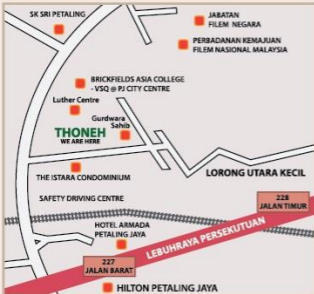 SK SRI PETALING
JABATAN
FILEM NEGARA
PERBADANAN KEMAJUAN
FILEM NASIONAL MALAYSIA
BRICKFIELDS ASIA COLLEGE
- VSQ @ PJ CITY CENTRE
Luther Centre
THONEH
WE ARE HERE
Gurdwara
Sahib
THE ISTARA CONDOMINIUM
LORONG UTARA KECIL
SAFETY DRIVING CENTRE
228
JALAN TIMUR
HOTEL ARMADA
PETALING JAYA
LEBUHRAYA PERSEKUTUAN
227
JALAN BARAT
HILTON PETALING JAYA